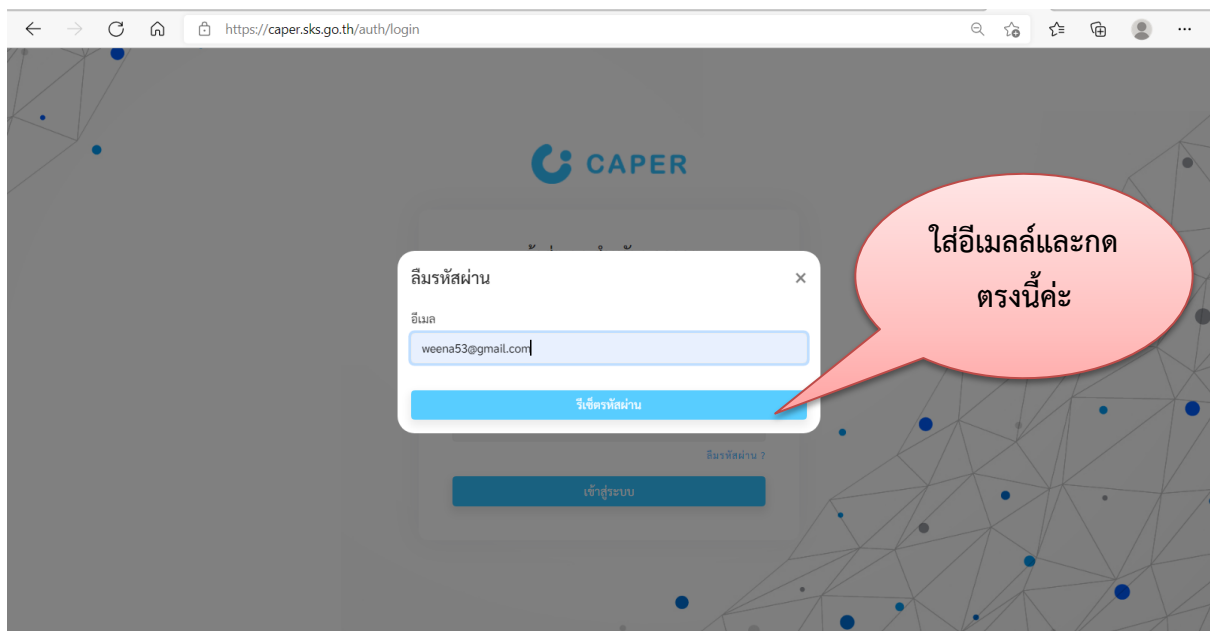 https://caper.sks.go.th/auth/login
CAPER
ใส่อีเมลล์และกด
ตรงนี้ค่ะ
ลืมรหัสผ่าน
×
อีเมล
weena53@gmail.com
รีเซ็ตรหัสผ่าน
ลืมรหัสผ่าน ?
เข้าสู่ระบบ